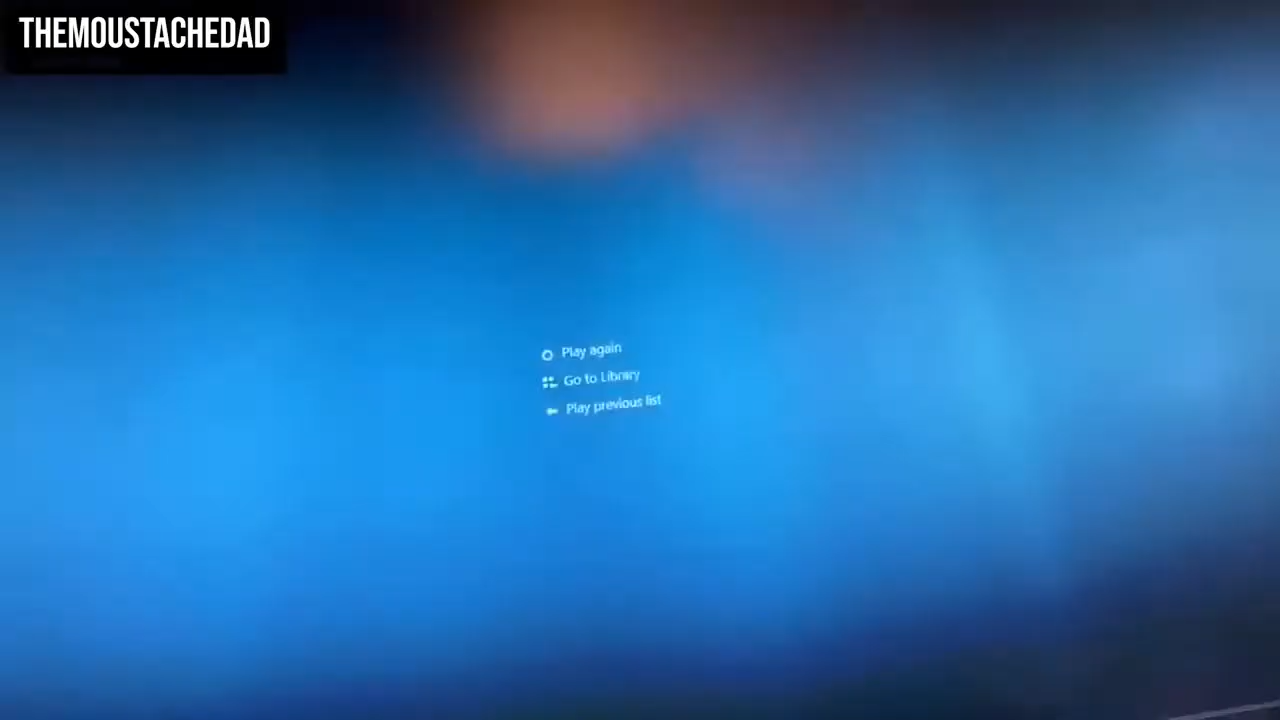 THEMOUSTACHEDAD
Play again
Go to Library
Play previous list